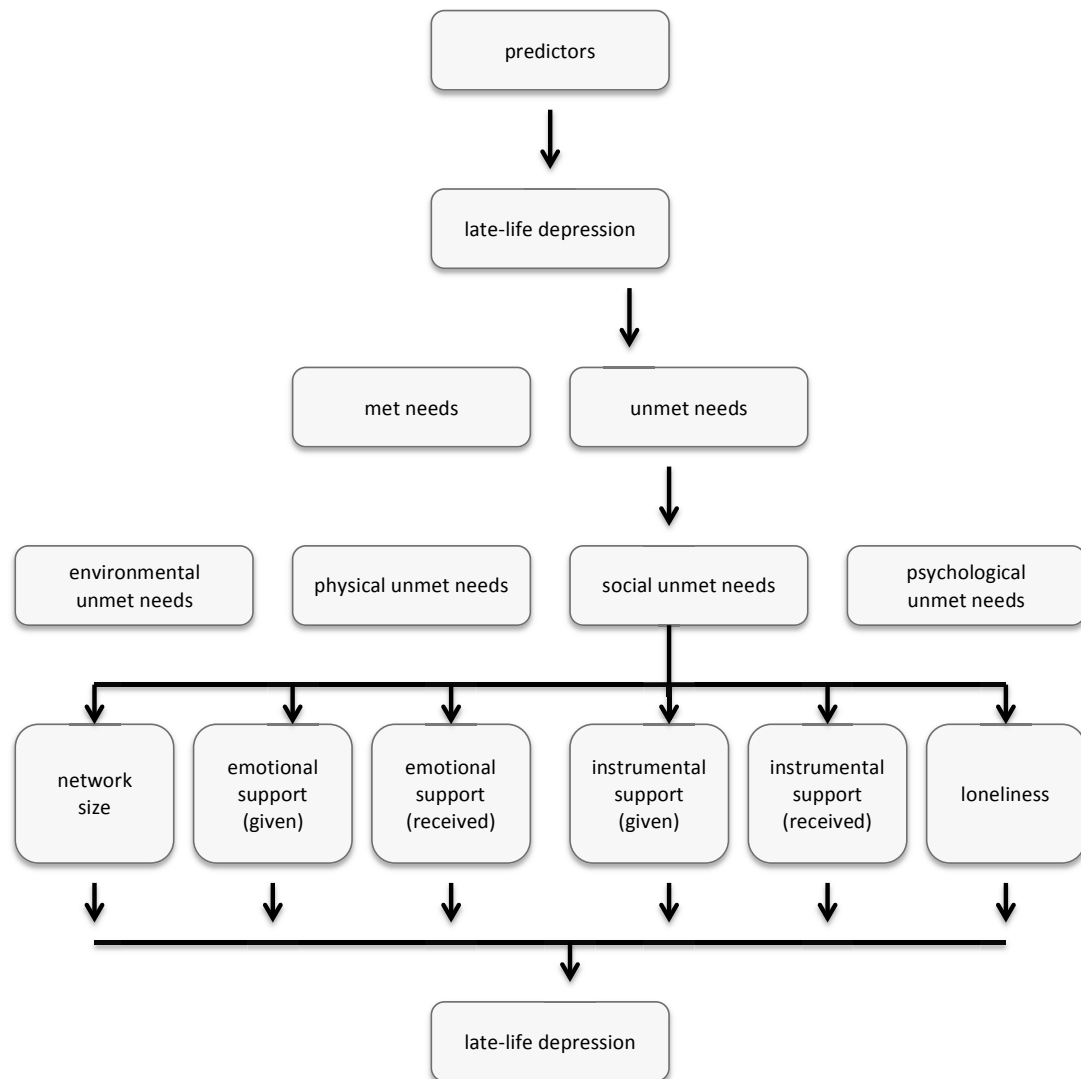 predictors
late-life depression
met needs
unmet needs
environmental
unmet needs
physical unmet needs
social unmet needs
psychological
unmet needs
network
size
emotional
support
(given)
emotional
support
(received)
instrumental
support
(given)
instrumental
support
(received)
loneliness
late-life depression